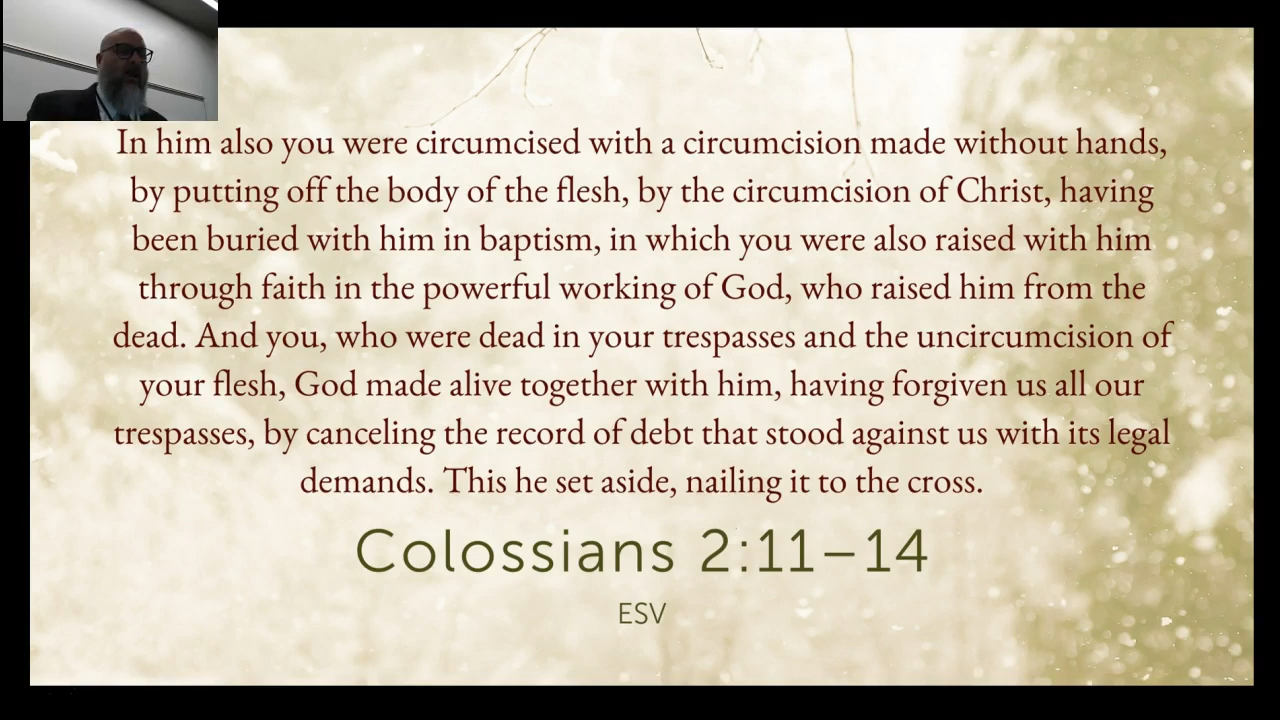 In him also you were circumcised with a circumcision made without hands,
by putting off the body of the flesh, by the circumcision of Christ, having
been buried with him in baptism, in which you were also raised with him
through faith in the powerful working of God, who raised him from the
dead. And you, who were dead in your trespasses and the uncircumcision of
your flesh, God made alive together with him, having forgiven us all our
trespasses, by canceling the record of debt that stood against us with its legal
demands. This he set aside, nailing it to the cross.
Colossians 2:11–14
ESV